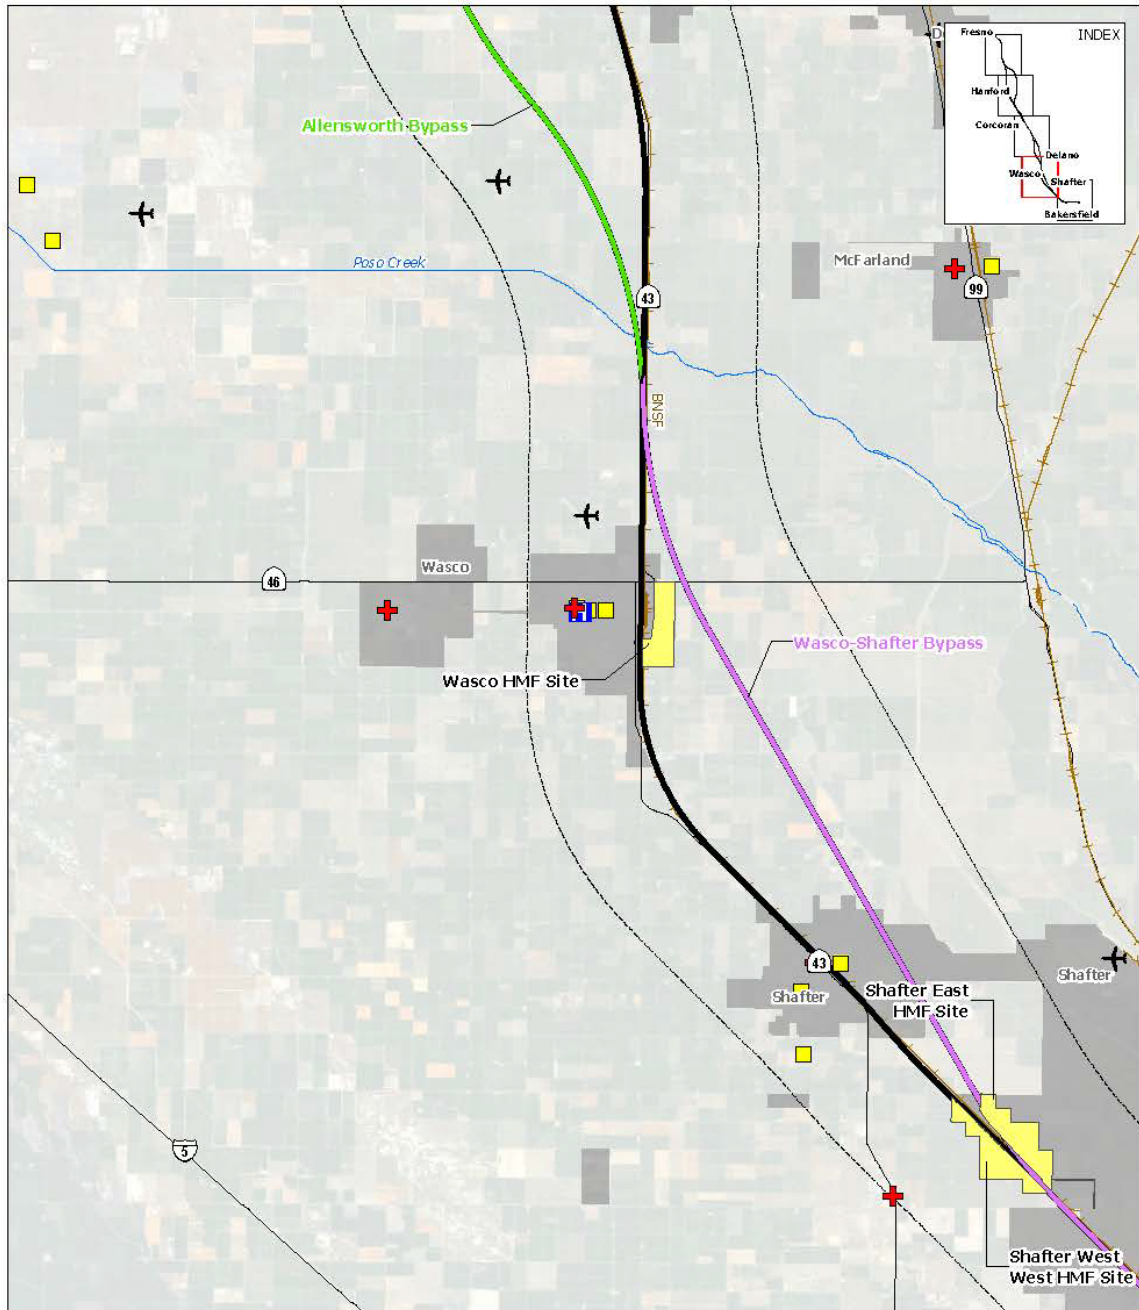 INDEX
Fresno
Hanford
Corcoran
Delano
Wasco
Shafter
Bakersfield
Allensworth Bypass
Poso Creek
McFarland
99
43
BNSF
Wasco
46
Wasco-Shafter Bypass
Wasco HMF Site
43
Shafter
Shafter East
HMF Site
Shafter
5
Shafter West
West HMF Site